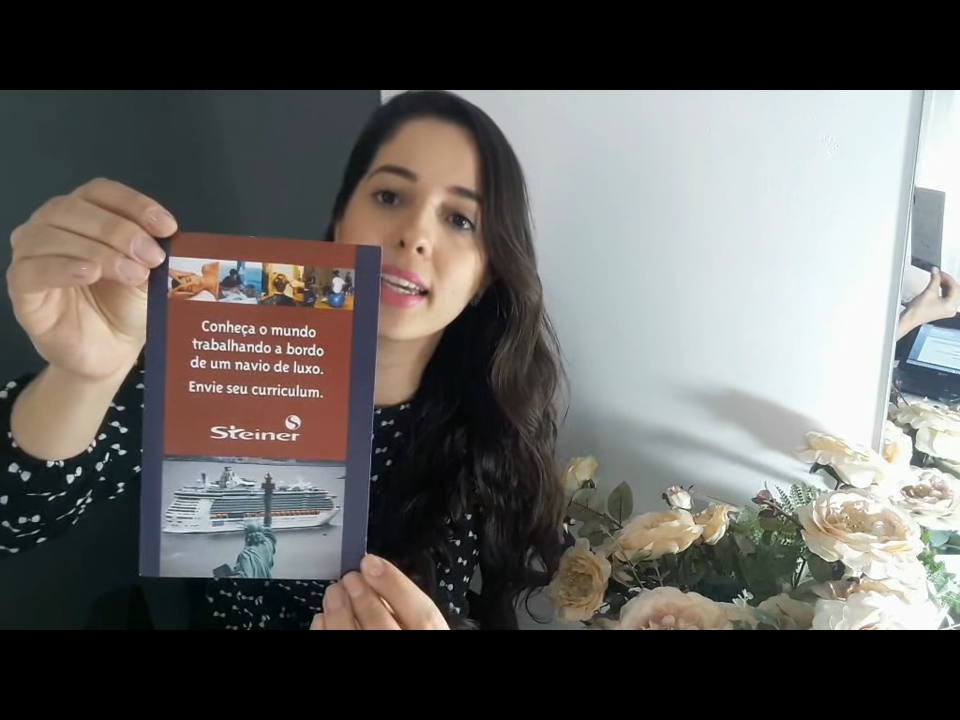 Conheça o mundo
trabalhando a bordo
de um navio de luxo.
Envie seu curriculum.
Steiner